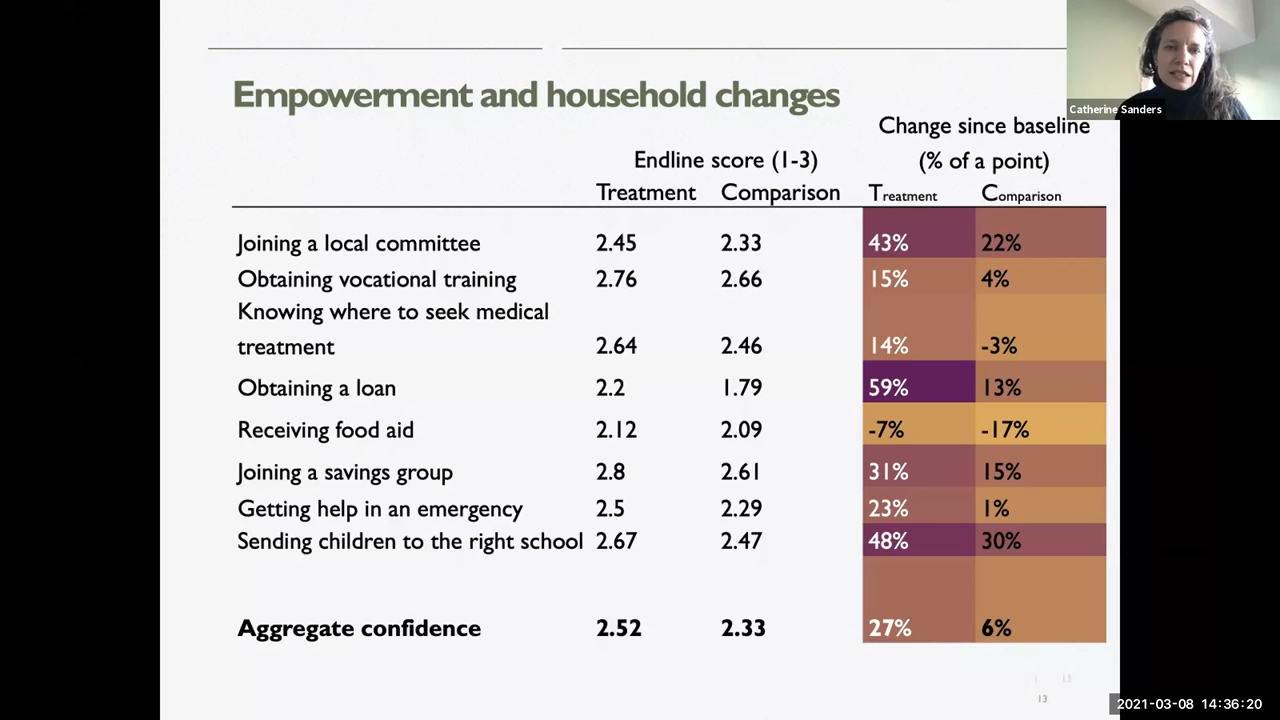 Catherine Sanders
Empowerment and household changes
Change since baseline
Endline score (1-3) (% of a point)
Treatment Comparison Treatment Comparison
Joining a local committee 2.45 2.33 43% 22%
Obtaining vocational training 2.76 2.66 15% 4%
Knowing where to seek medical
treatment 2.64 2.46 14% -3%
Obtaining a loan 2.2 1.79 59% 13%
Receiving food aid 2.12 2.09 -7% -17%
Joining a savings group 2.8 2.61 31% 15%
Getting help in an emergency 2.5 2.29 23% 1%
Sending children to the right school 2.67 2.47 48% 30%
Aggregate confidence 2.52 2.33 27% 6%
13
2021-03-08 14:36:20